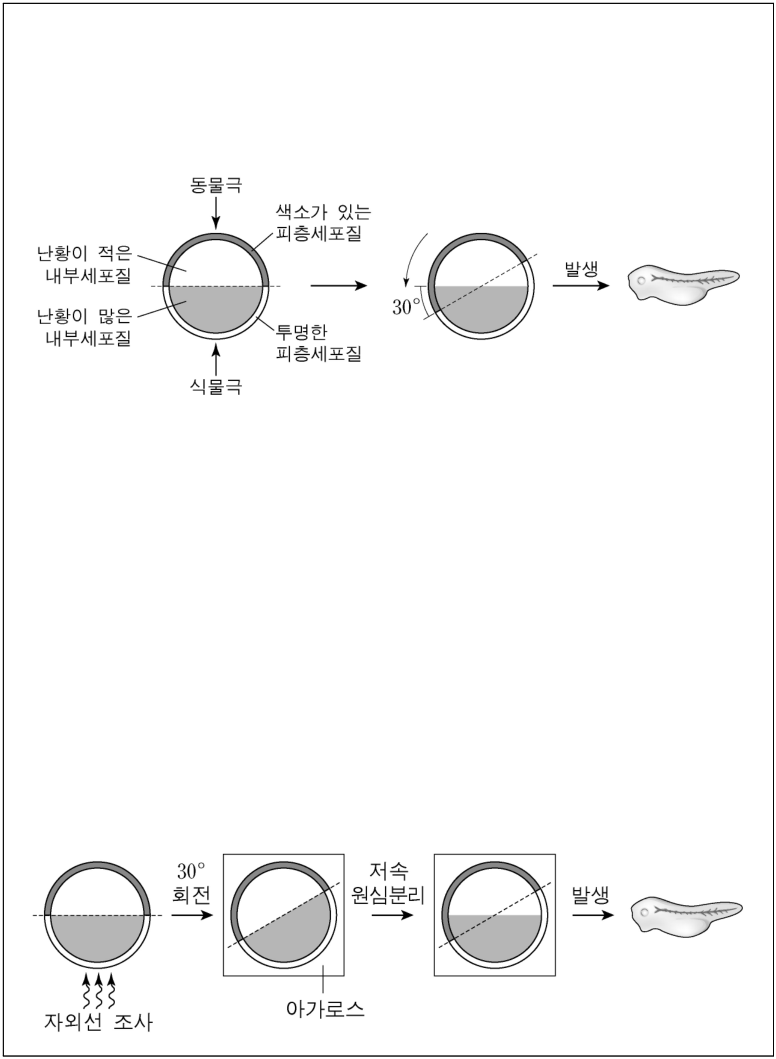 동물극
색소가 있는
피층세포질
난황이 적은
내부세포질
난황이 많은
내부세포질
투명한
피층세포질
식물극
30°
발생
30°
회전
저속
원심분리
발생
아가로스
자외선 조사